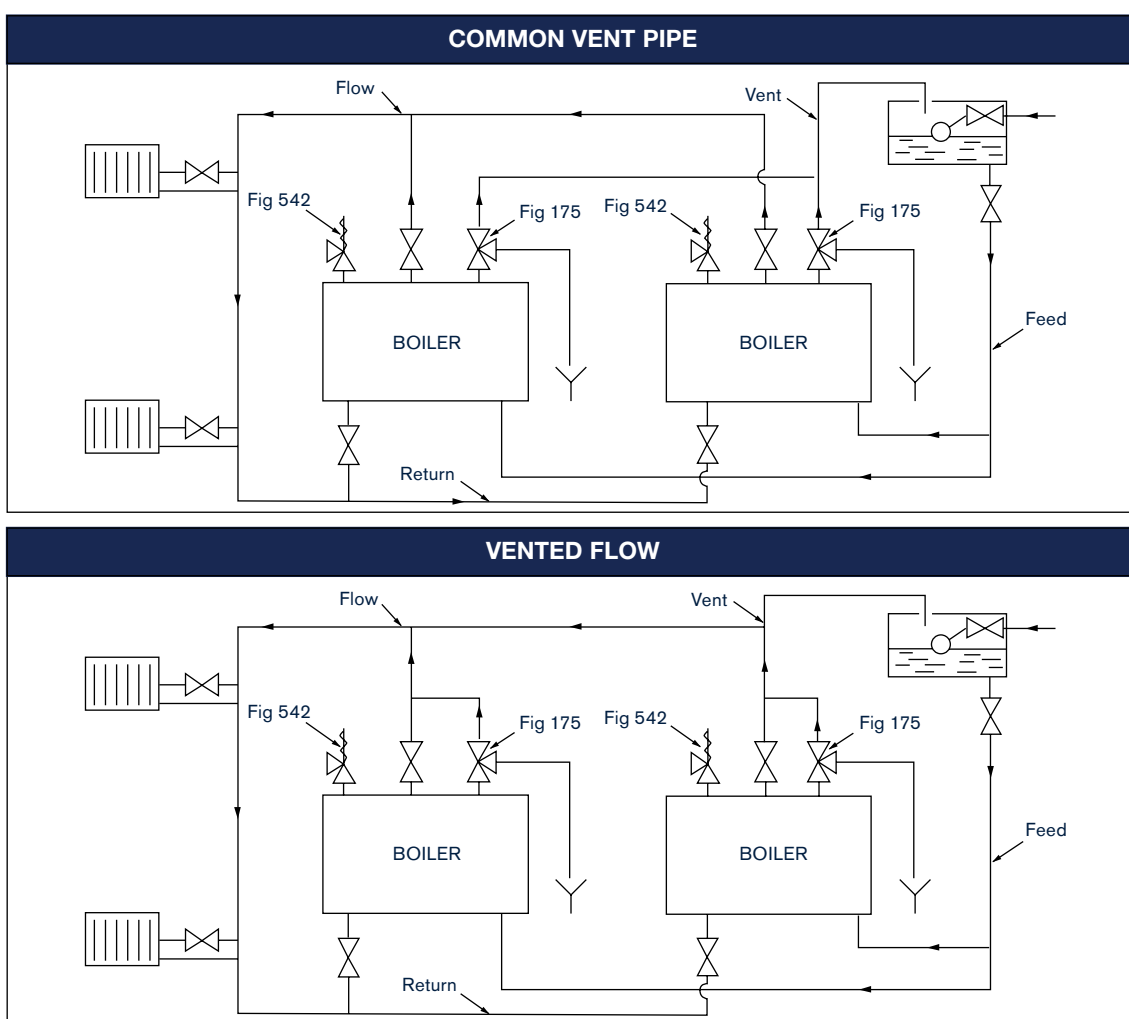 COMMON VENT PIPE
Flow
Vent
Fig 542
Fig 175
Fig 542
Fig 175
BOILER
BOILER
Feed
Return
VENTED FLOW
Flow
Vent
Fig 542
Fig 175
Fig 542
Fig 175
BOILER
BOILER
Feed
Return